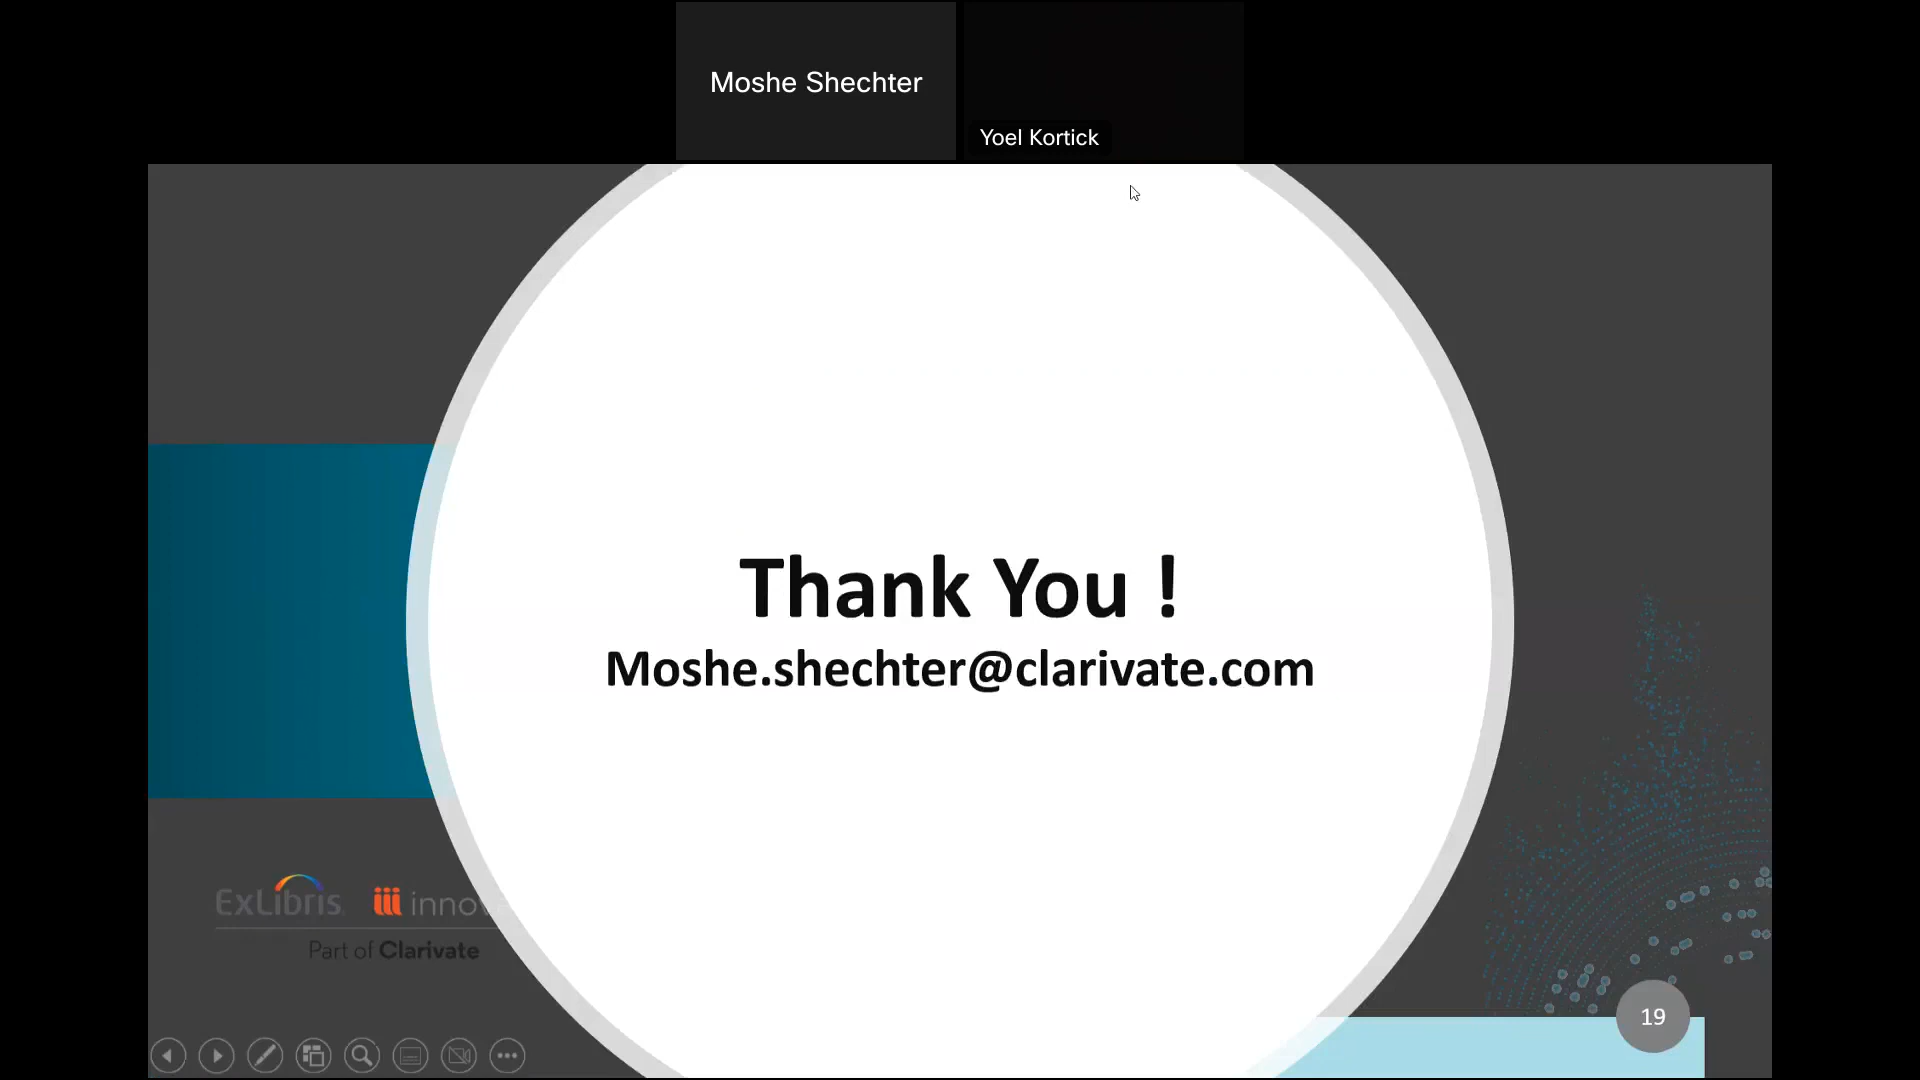 Moshe Shechter
Yoel Kortick
Thank You !
Moshe.shechter@clarivate.com
ExLibris
Part of Clarivate
19